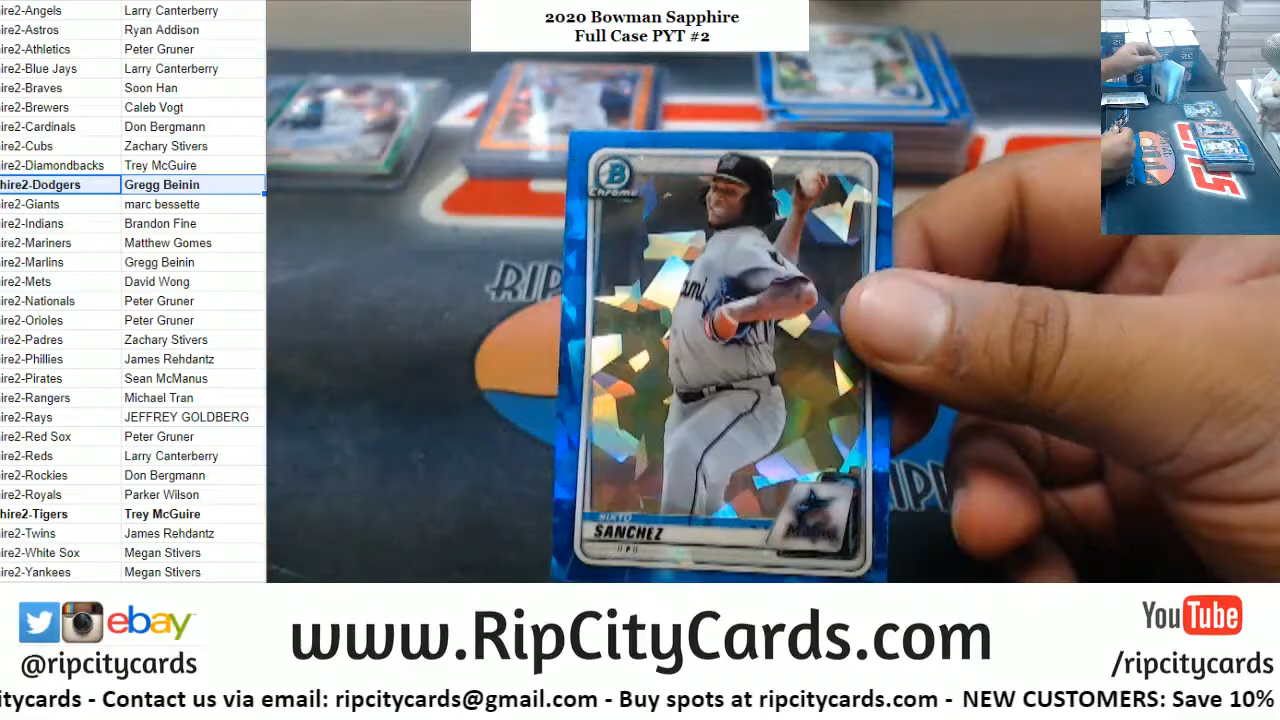 2020 Bowman Sapphire
Full Case PYT #2
ire2-Angels Larry Canterberry
ire2-Astros Ryan Addison
ire2-Athletics Peter Gruner
ire2-Blue Jays Larry Canterberry
ire2-Braves Soon Han
ire2-Brewers Caleb Vogt
ire2-Cardinals Don Bergmann
ire2-Cubs Zachary Stivers
ire2-Diamondbacks Trey McGuire
hire2-Dodgers Gregg Beinin
ire2-Giants marc bessette
ire2-Indians Brandon Fine
ire2-Mariners Matthew Gomes
ire2-Marlins Gregg Beinin
ire2-Mets David Wong
ire2-Nationals Peter Gruner
ire2-Orioles Peter Gruner
ire2-Padres Zachary Stivers
ire2-Phillies James Rehdantz
ire2-Pirates Sean McManus
ire2-Rangers Michael Tran
ire2-Rays JEFFREY GOLDBERG
ire2-Red Sox Peter Gruner
ire2-Reds Larry Canterberry
ire2-Rockies Don Bergmann
ire2-Royals Parker Wilson
hire2-Tigers Trey McGuire
ire2-Twins James Rehdantz
ire2-White Sox Megan Stivers
ire2-Yankees Megan Stivers
B
Chrome
RIP
ami
SIXTO
SANCHEZ
Marlins
RIPP
ebay
@ripcitycards
www.RipCityCards.com
YouTube
/ripcitycards
citycards - Contact us via email: ripcitycards@gmail.com - Buy spots at ripcitycards.com - NEW CUSTOMERS: Save 10%